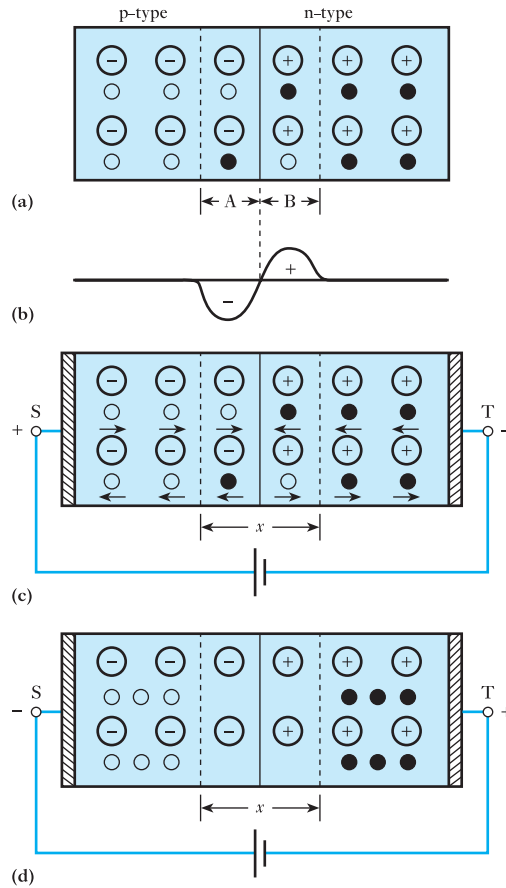 p-type n-type
− − − + + +
− − − + + +
A B
(a)
− +
(b)
− − − + + +
+ S T −
− − − + + +
x
(c)
− − − + + +
− S T +
− − − + + +
x
(d)